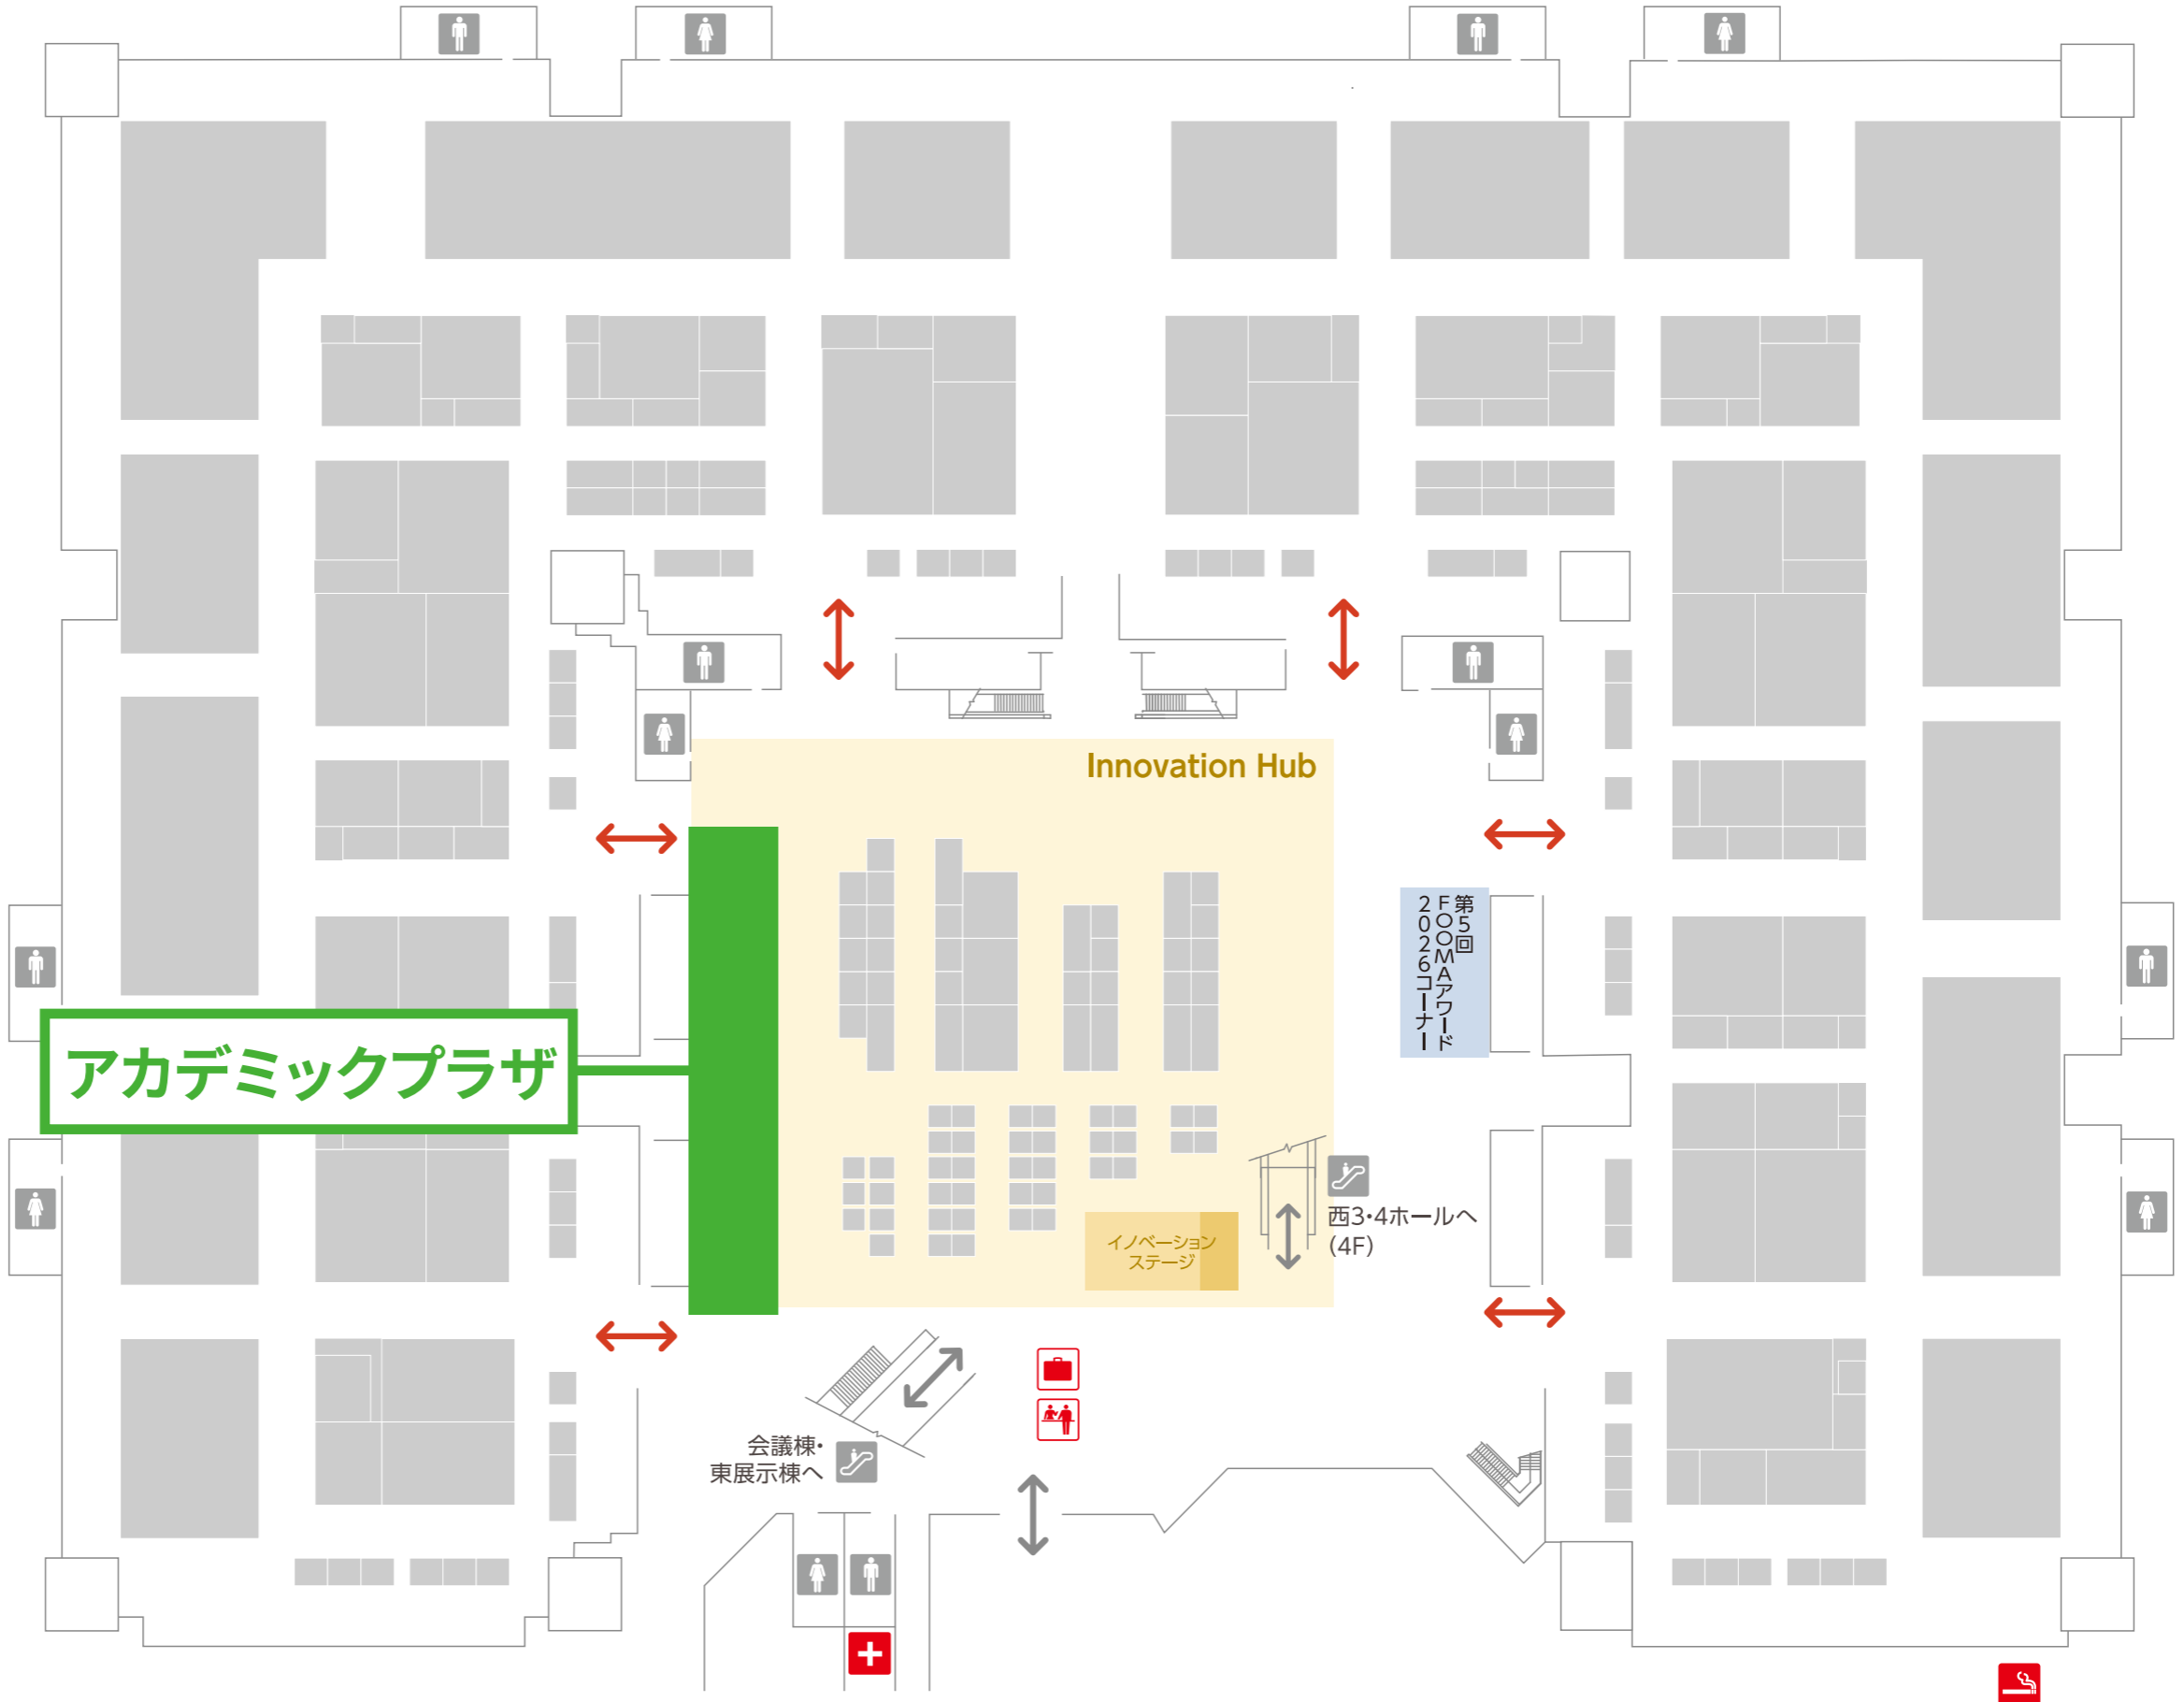 Innovation Hub
第5回
FOOMAアワード
2026コーナー
アカデミックプラザ
西3・4ホールへ
(4F)
イノベーション
ステージ
会議棟・
東展示棟へ